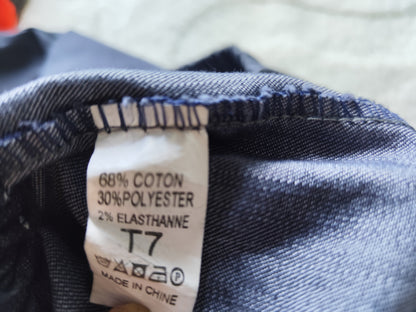 68% COTON
30% POLYESTER
2% ELASTHANNE
T7
P
MADE IN CHINE